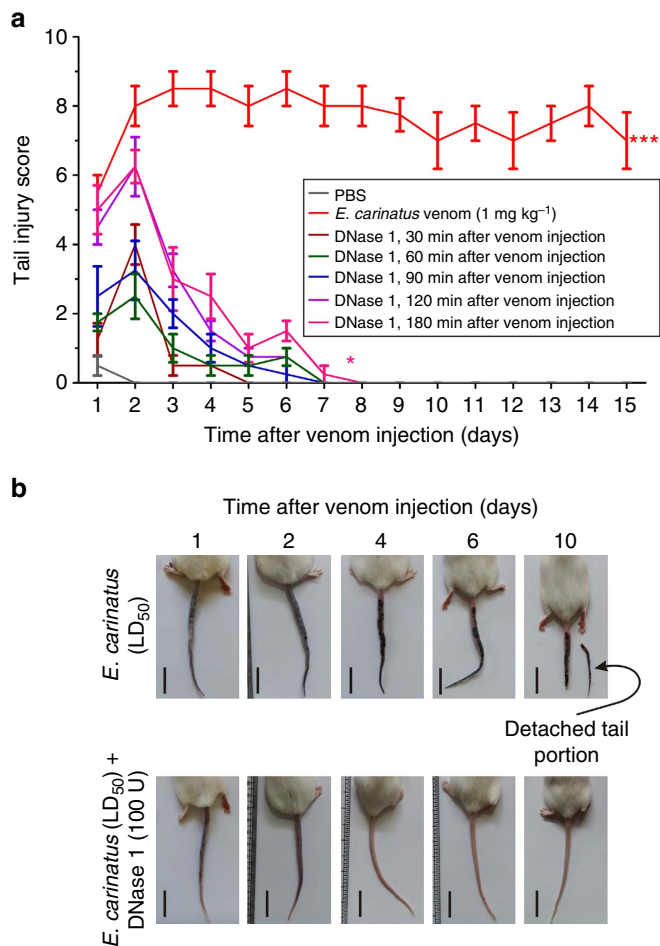 a
10
8
6
4
2
0
Tail injury score
***
PBS
E. carinatus venom (1 mg kg⁻¹)
DNase 1, 30 min after venom injection
DNase 1, 60 min after venom injection
DNase 1, 90 min after venom injection
DNase 1, 120 min after venom injection
DNase 1, 180 min after venom injection
*
1 2 3 4 5 6 7 8 9 10 11 12 13 14 15
Time after venom injection (days)
b
Time after venom injection (days)
1 2 4 6 10
E. carinatus
(LD₅₀)
Detached tail
portion
E. carinatus (LD₅₀) +
DNase 1 (100 U)